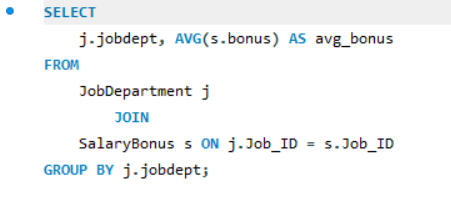 SELECT
    j.jobdept, AVG(s.bonus) AS avg_bonus
FROM
    JobDepartment j
        JOIN
    SalaryBonus s ON j.Job_ID = s.Job_ID
GROUP BY j.jobdept;